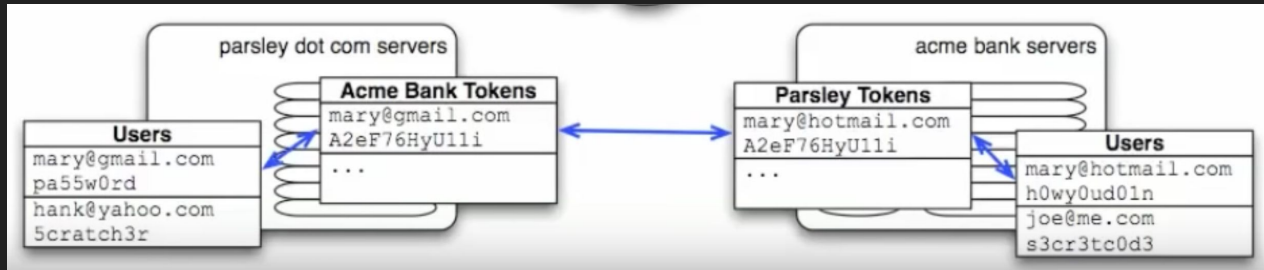 parsley dot com servers
Acme Bank Tokens
mary@gmail.com
A2eF76HyU1li
...
Users
mary@gmail.com
pa55w0rd
hank@yahoo.com
5cratch3r
acme bank servers
Parsley Tokens
mary@hotmail.com
A2eF76HyU1li
...
Users
mary@hotmail.com
h0wy0ud01n
joe@me.com
s3cr3tc0d3